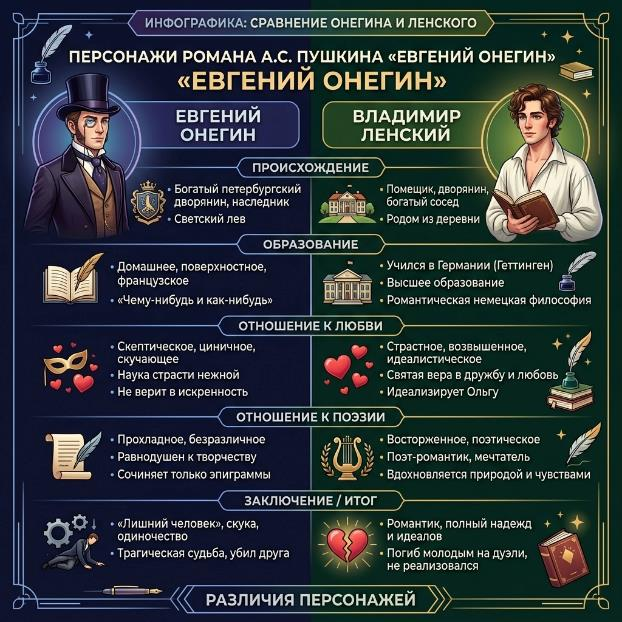 ИНФОГРАФИКА: СРАВНЕНИЕ ОНЕГИНА И ЛЕНСКОГО
ПЕРСОНАЖИ РОМАНА А.С. ПУШКИНА «ЕВГЕНИЙ ОНЕГИН»
«ЕВГЕНИЙ ОНЕГИН»
ЕВГЕНИЙ
ОНЕГИН
ВЛАДИМИР
ЛЕНСКИЙ
ПРОИСХОЖДЕНИЕ
• Богатый петербургский
дворянин, наследник
• Светский лев
• Помещик, дворянин,
богатый сосед
• Родом из деревни
ОБРАЗОВАНИЕ
• Домашнее, поверхностное,
французское
• «Чему-нибудь и как-нибудь»
• Учился в Германии (Геттинген)
• Высшее образование
• Романтическая немецкая философия
ОТНОШЕНИЕ К ЛЮБВИ
• Скептическое, циничное,
скучающее
• Наука страсти нежной
• Не верит в искренность
• Страстное, возвышенное,
идеалистическое
• Святая вера в дружбу и любовь
• Идеализирует Ольгу
ОТНОШЕНИЕ К ПОЭЗИИ
• Прохладное, безразличное
• Равнодушен к творчеству
• Сочиняет только эпиграммы
• Восторженное, поэтическое
• Поэт-романтик, мечтатель
• Вдохновляется природой и чувствами
ЗАКЛЮЧЕНИЕ / ИТОГ
• «Лишний человек», скука,
одиночество
• Трагическая судьба, убил друга
• Романтик, полный надежд
и идеалов
• Погиб молодым на дуэли,
не реализовался
РАЗЛИЧИЯ ПЕРСОНАЖЕЙ